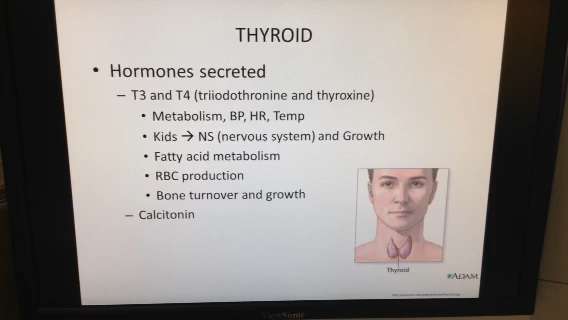 THYROID
• Hormones secreted
– T3 and T4 (triiodothronine and thyroxine)
• Metabolism, BP, HR, Temp
• Kids → NS (nervous system) and Growth
• Fatty acid metabolism
• RBC production
• Bone turnover and growth
– Calcitonin
Thyroid
ADAM
ViewSonic